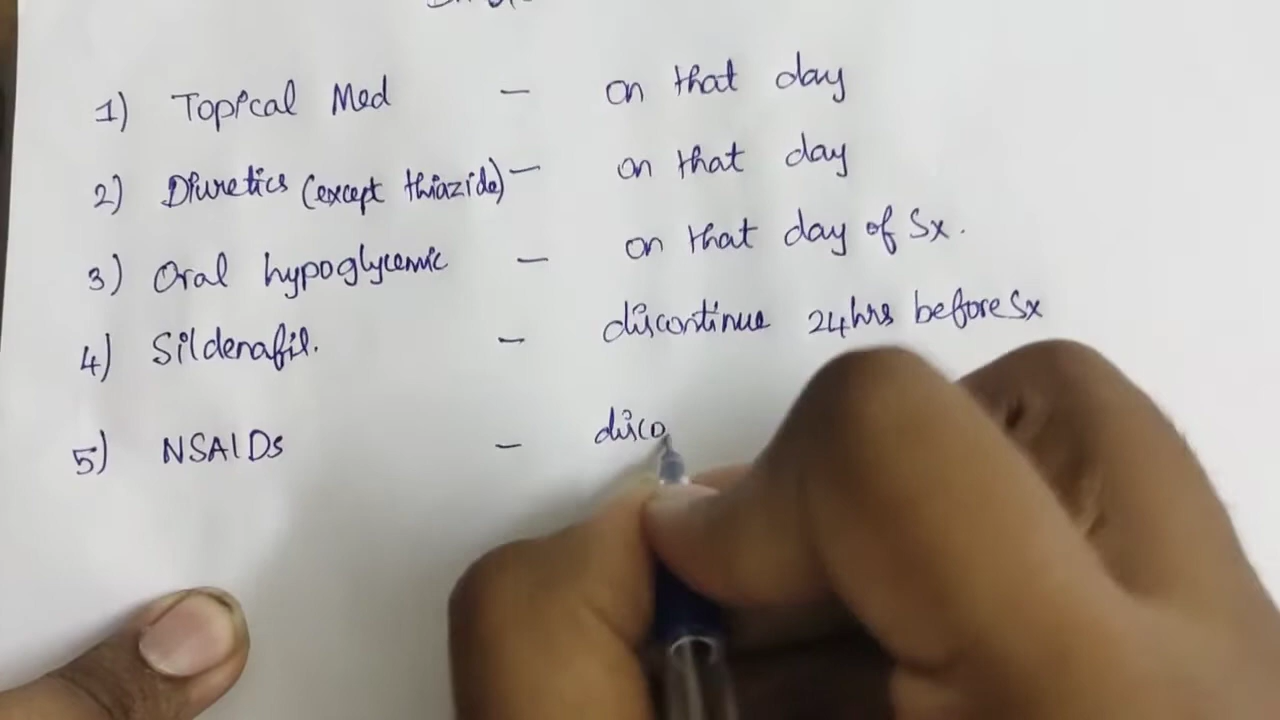 1) Topical Med - on that day
2) Diuretics (except thiazide) - on that day
3) Oral hypoglycemic - on that day of Sx.
4) Sildenafil. - discontinue 24hrs before Sx
5) NSAIDs - disco